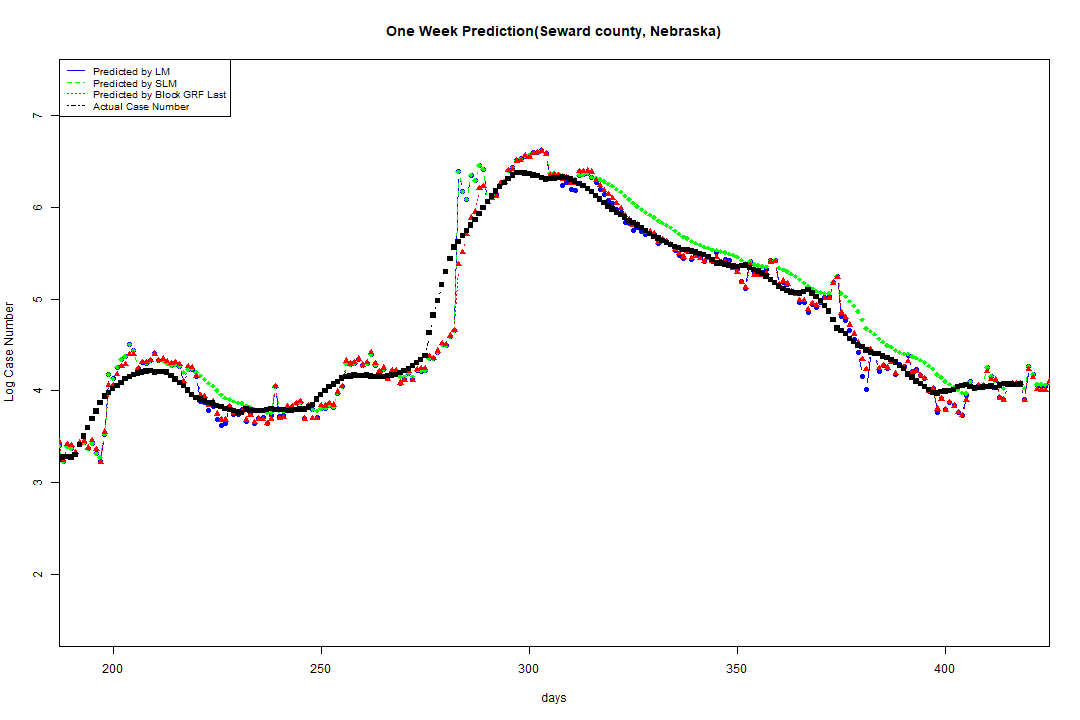 One Week Prediction(Seward county, Nebraska)
Predicted by LM
Predicted by SLM
Predicted by Block GRF Last
Actual Case Number
Log Case Number
7
6
5
4
3
2
200 250 300 350 400
days